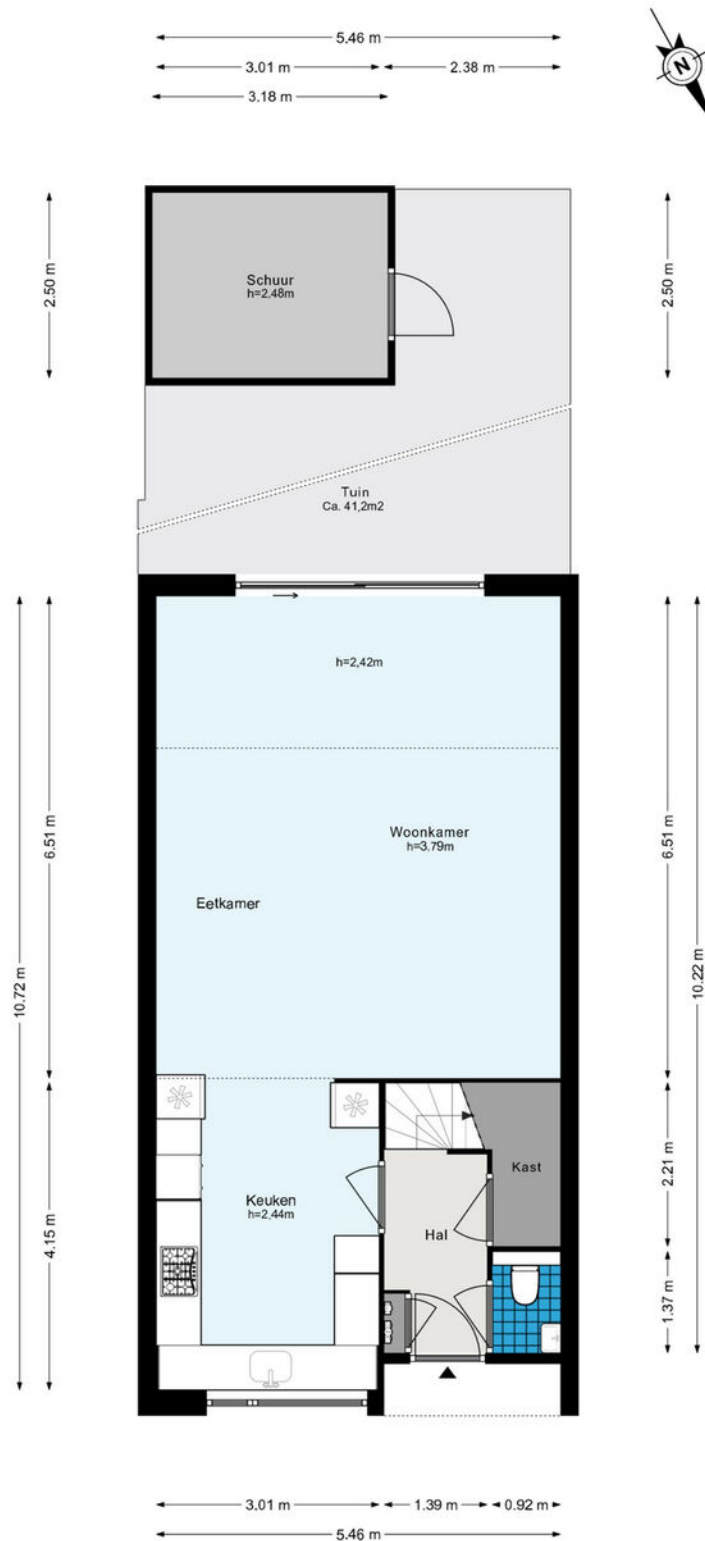 5.46 m
3.01 m
2.38 m
3.18 m
N
2.50 m
2.50 m
Schuur
h=2,48m
Tuin
Ca. 41,2m2
h=2,42m
Woonkamer
h=3.79m
Eetkamer
6.51 m
6.51 m
10.72 m
10.22 m
Keuken
h=2,44m
Kast
Hal
4.15 m
2.21 m
1.37 m
3.01 m
1.39 m
0.92 m
5.46 m